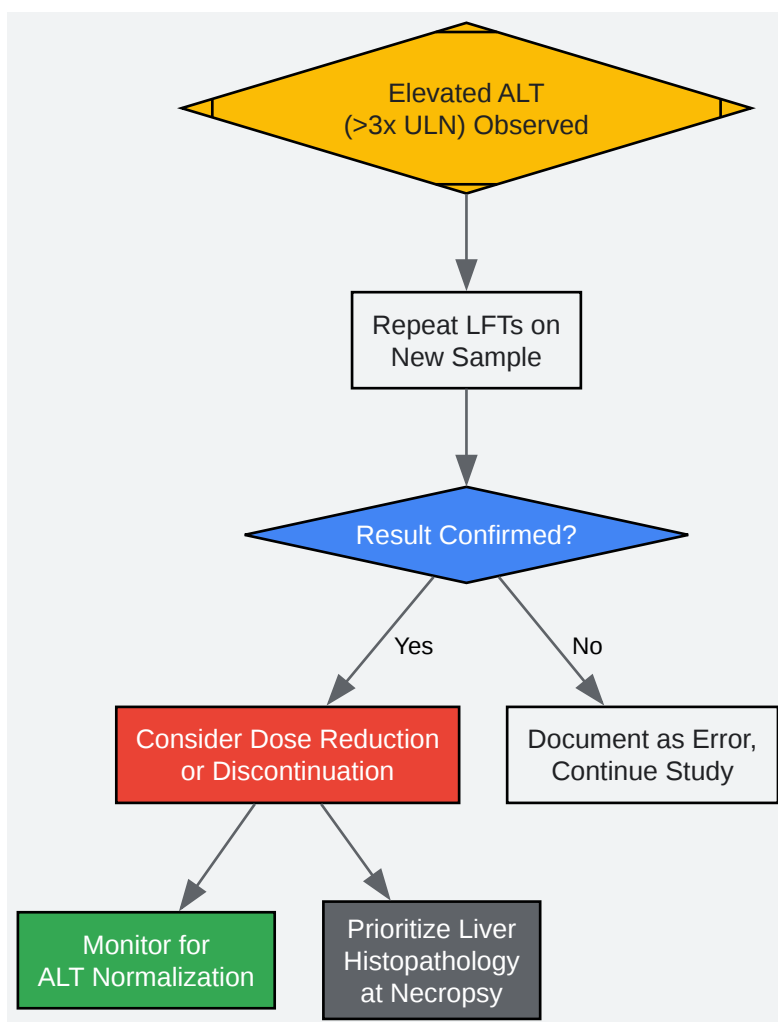 Elevated ALT
(>3x ULN) Observed
Repeat LFTs on
New Sample
Result Confirmed?
Yes
No
Consider Dose Reduction
or Discontinuation
Document as Error,
Continue Study
Monitor for
ALT Normalization
Prioritize Liver
Histopathology
at Necropsy